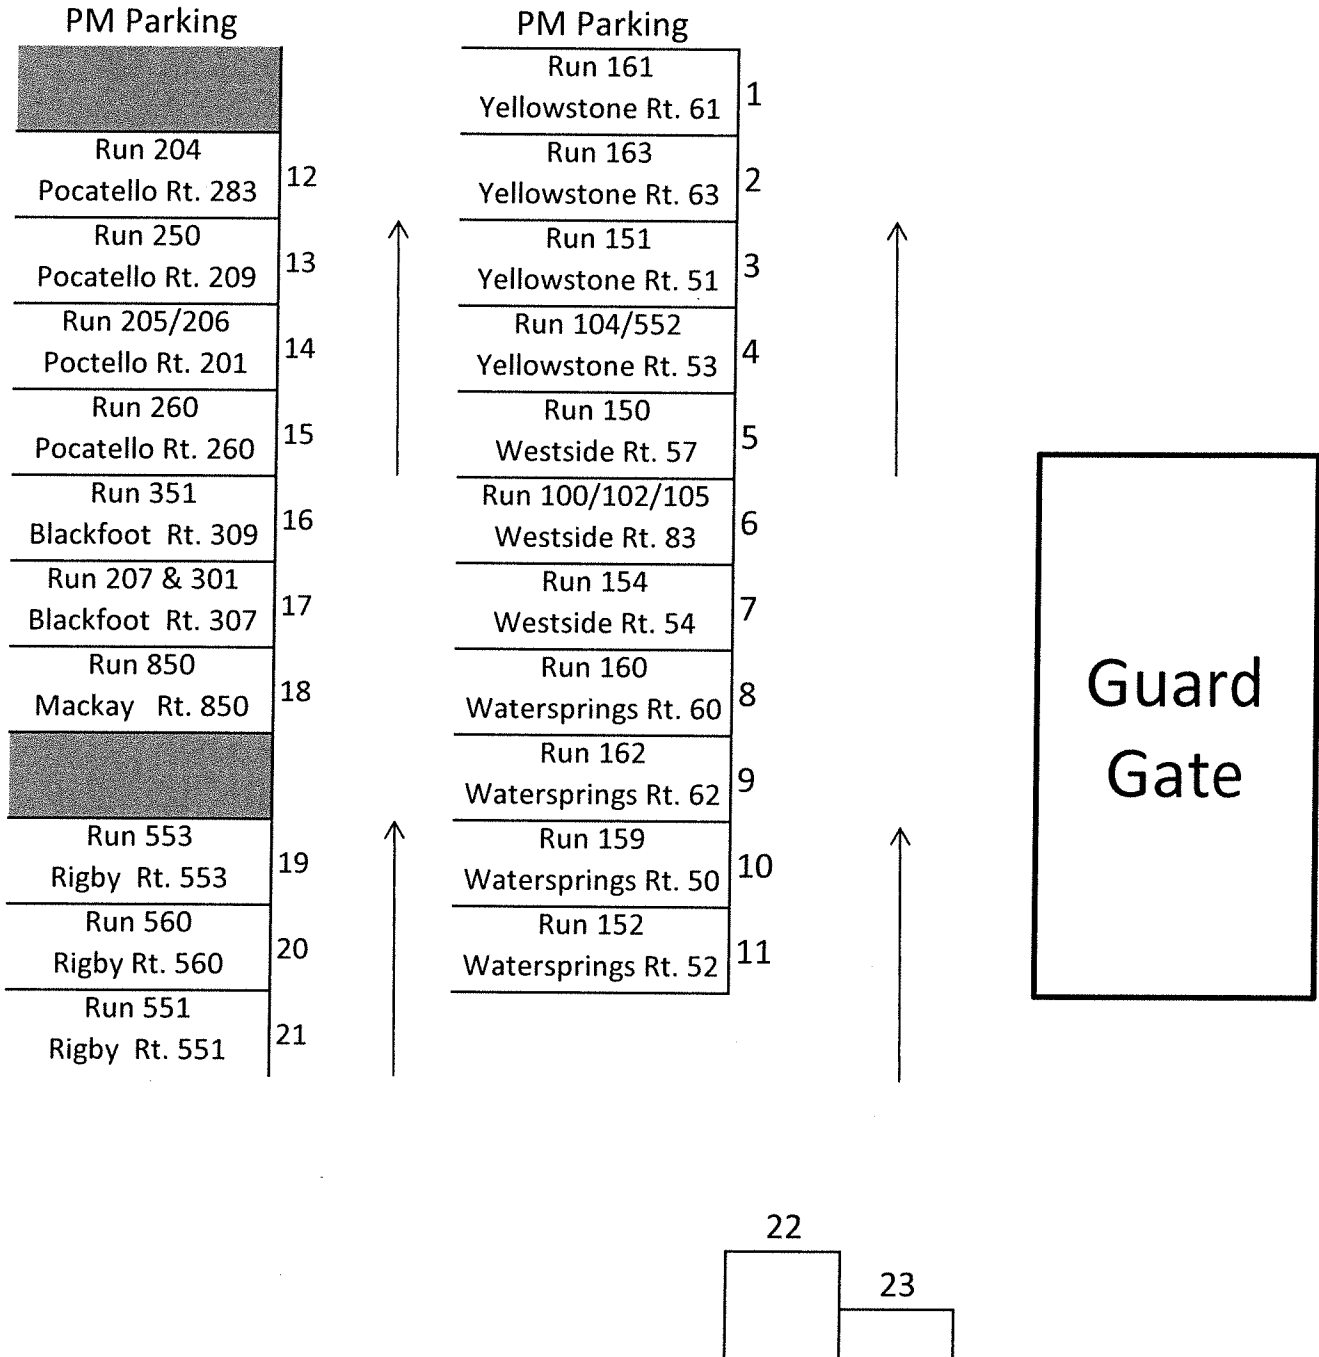 PM Parking
Run 204
Pocatello Rt. 283
12
Run 250
Pocatello Rt. 209
13
Run 205/206
Poctello Rt. 201
14
Run 260
Pocatello Rt. 260
15
Run 351
Blackfoot Rt. 309
16
Run 207 & 301
Blackfoot Rt. 307
17
Run 850
Mackay Rt. 850
18
Run 553
Rigby Rt. 553
19
Run 560
Rigby Rt. 560
20
Run 551
Rigby Rt. 551
21
PM Parking
Run 161
Yellowstone Rt. 61
1
Run 163
Yellowstone Rt. 63
2
Run 151
Yellowstone Rt. 51
3
Run 104/552
Yellowstone Rt. 53
4
Run 150
Westside Rt. 57
5
Run 100/102/105
Westside Rt. 83
6
Run 154
Westside Rt. 54
7
Run 160
Watersprings Rt. 60
8
Run 162
Watersprings Rt. 62
9
Run 159
Watersprings Rt. 50
10
Run 152
Watersprings Rt. 52
11
Guard
Gate
22
23